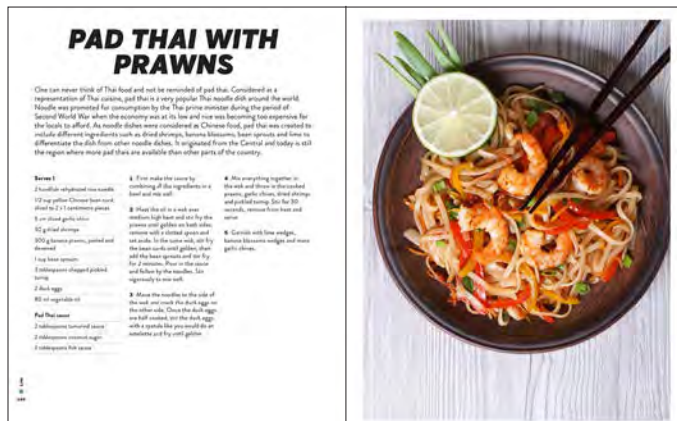 PAD THAI WITH
PRAWNS
One can never think of Thai food and not be reminded of pad thai. Considered as a
representation of Thai cuisine, pad thai is a very popular Thai noodle dish around the world.
Noodle was promoted for consumption by the Thai prime minister during the period of
Second World War when the economy was at its low and rice was becoming too expensive for
the locals to afford. As noodle dishes were considered as Chinese food, pad thai was created to
include different ingredients such as dried shrimps, banana blossoms, bean sprouts and lime to
differentiate the dish from other noodle dishes. It originated from the Central and today is still
the region where more pad thais are available than other parts of the country.
Serves 1
2 handfuls rehydrated rice noodle
1/2 cup yellow Chinese bean curd,
sliced to 2 x 1 centimetre pieces
5 cm sliced garlic chive
30 g dried shrimps
300 g banana prawns, peeled and
deveined
1 cup bean sprouts
3 tablespoons chopped pickled
turnip
2 duck eggs
80 ml vegetable oil
Pad Thai sauce
2 tablespoons tamarind sauce
2 tablespoons coconut sugar
2 tablespoons fish sauce
1 First make the sauce by
combining all the ingredients in a
bowl and mix well.
2 Heat the oil in a wok over
medium high heat and stir fry the
prawns until golden on both sides,
remove with a slotted spoon and
set aside. In the same wok, stir fry
the bean curds until golden, then
add the bean sprouts and stir fry
for 2 minutes. Pour in the sauce
and follow by the noodles. Stir
vigorously to mix well.
3 Move the noodles to the side of
the wok and crack the duck eggs on
the other side. Once the duck eggs
are half cooked, stir the duck eggs
with a spatula like you would do an
omelette and fry until golden
4 Mix everything together in
the wok and throw in the cooked
prawns, garlic chives, dried shrimps
and pickled turnip. Stir for 30
seconds, remove from heat and
serve
5 Garnish with lime wedges,
banana blossoms wedges and more
garlic chives.